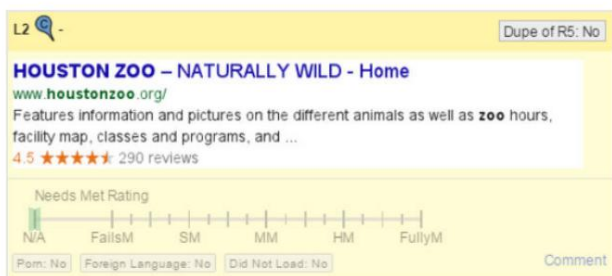 L2 C - Dupe of R5: No
HOUSTON ZOO – NATURALLY WILD - Home
www.houstonzoo.org/
Features information and pictures on the different animals as well as zoo hours,
facility map, classes and programs, and ...
4.5 ★★★★★ 290 reviews
Needs Met Rating
N/A FailsM SM MM HM FullyM
Porn: No Foreign Language: No Did Not Load: No Comment